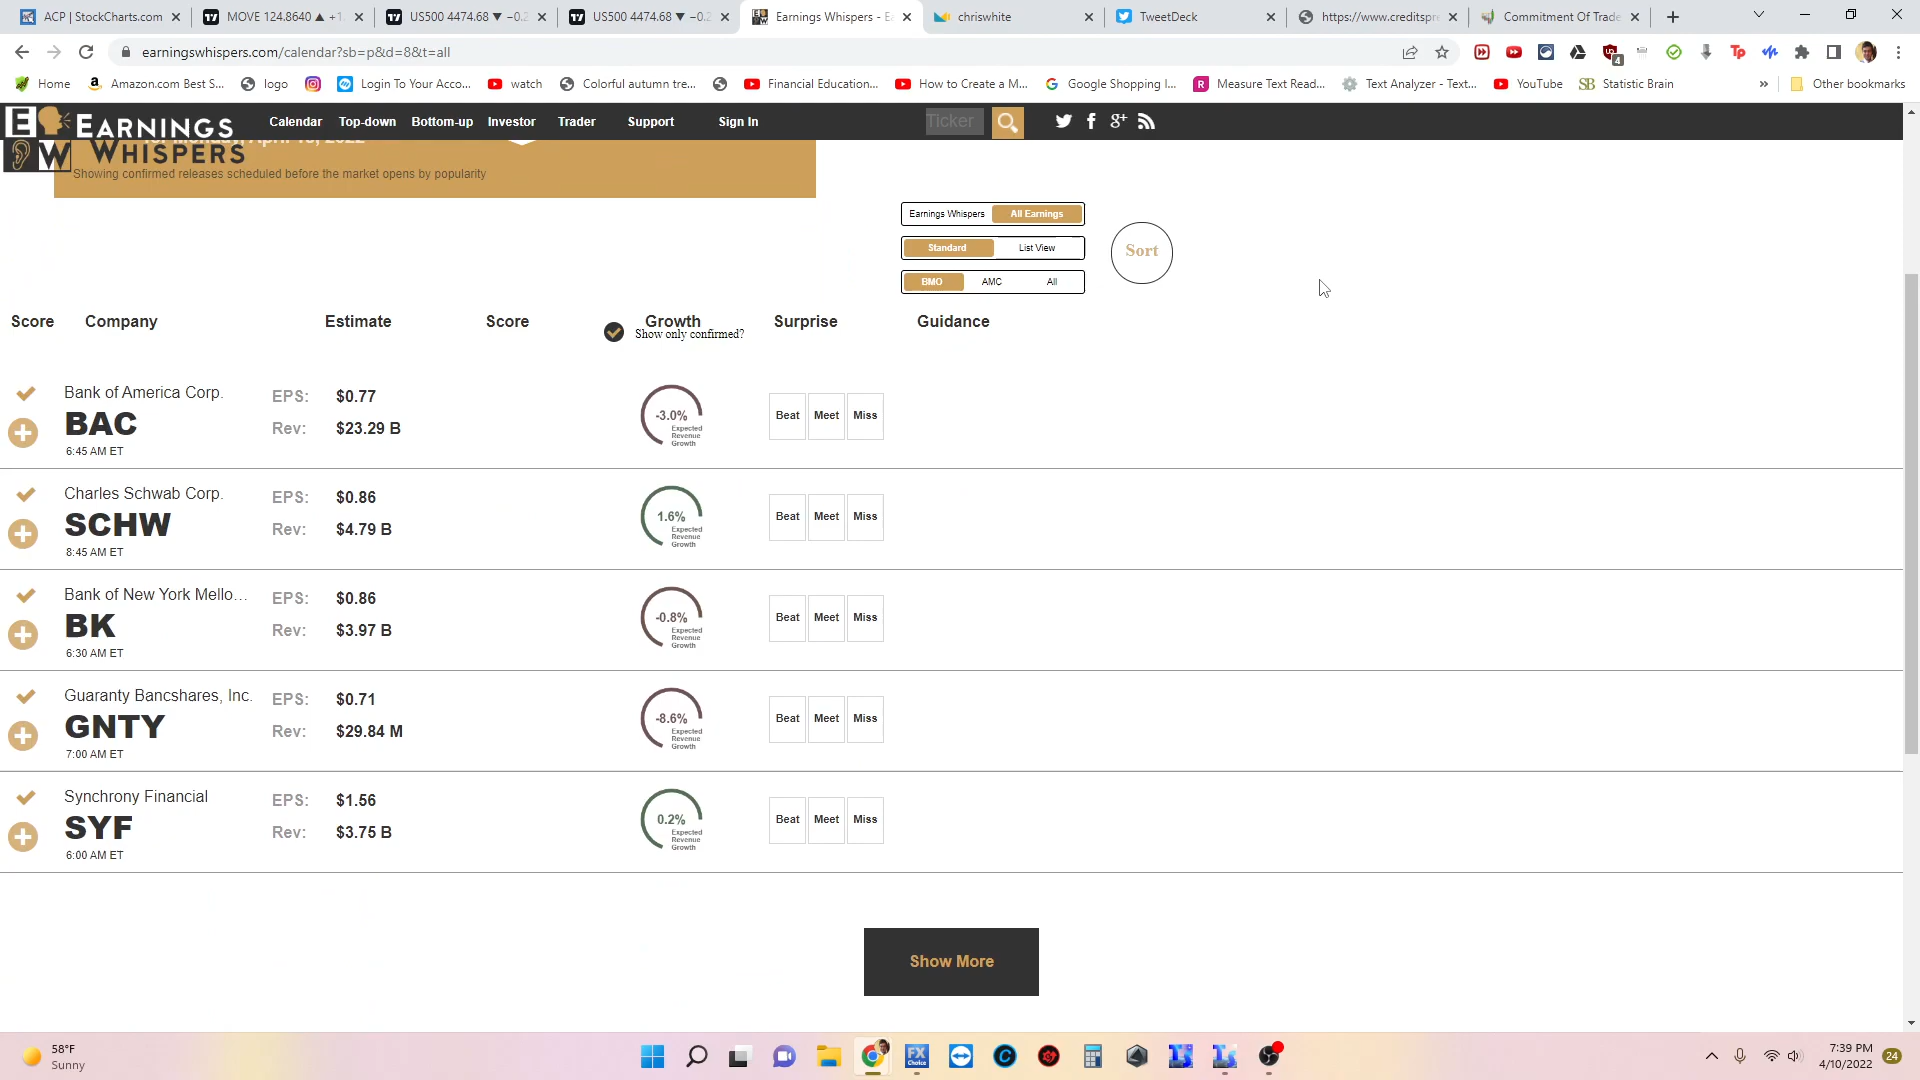 ACP | StockCharts.com
MOVE 124.8640 ▲ +1
US500 4474.68 ▼ −0.2
US500 4474.68 ▼ −0.2
Earnings Whispers - E
chriswhite
TweetDeck
https://www.creditspr
Commitment Of Trade
earningswhispers.com/calendar?sb=p&d=8&t=all
Home
Amazon.com Best S...
logo
Login To Your Acco...
watch
Colorful autumn tre...
Financial Education...
How to Create a M...
Google Shopping I...
Measure Text Read...
Text Analyzer - Text...
YouTube
SB Statistic Brain
» Other bookmarks
EARNINGS WHISPERS
Calendar Top-down Bottom-up Investor Trader Support Sign In
Ticker
Showing confirmed releases scheduled before the market opens by popularity
Earnings Whispers All Earnings
Standard List View
BMO AMC All
Sort
Score Company Estimate Score Growth Surprise Guidance
Show only confirmed?
Bank of America Corp.
BAC
6:45 AM ET
EPS: $0.77
Rev: $23.29 B
-3.0%
Expected
Revenue
Growth
Beat Meet Miss
Charles Schwab Corp.
SCHW
8:45 AM ET
EPS: $0.86
Rev: $4.79 B
1.6%
Expected
Revenue
Growth
Beat Meet Miss
Bank of New York Mello...
BK
6:30 AM ET
EPS: $0.86
Rev: $3.97 B
-0.8%
Expected
Revenue
Growth
Beat Meet Miss
Guaranty Bancshares, Inc.
GNTY
7:00 AM ET
EPS: $0.71
Rev: $29.84 M
-8.6%
Expected
Revenue
Growth
Beat Meet Miss
Synchrony Financial
SYF
6:00 AM ET
EPS: $1.56
Rev: $3.75 B
0.2%
Expected
Revenue
Growth
Beat Meet Miss
Show More
58°F
Sunny
7:39 PM
4/10/2022
24